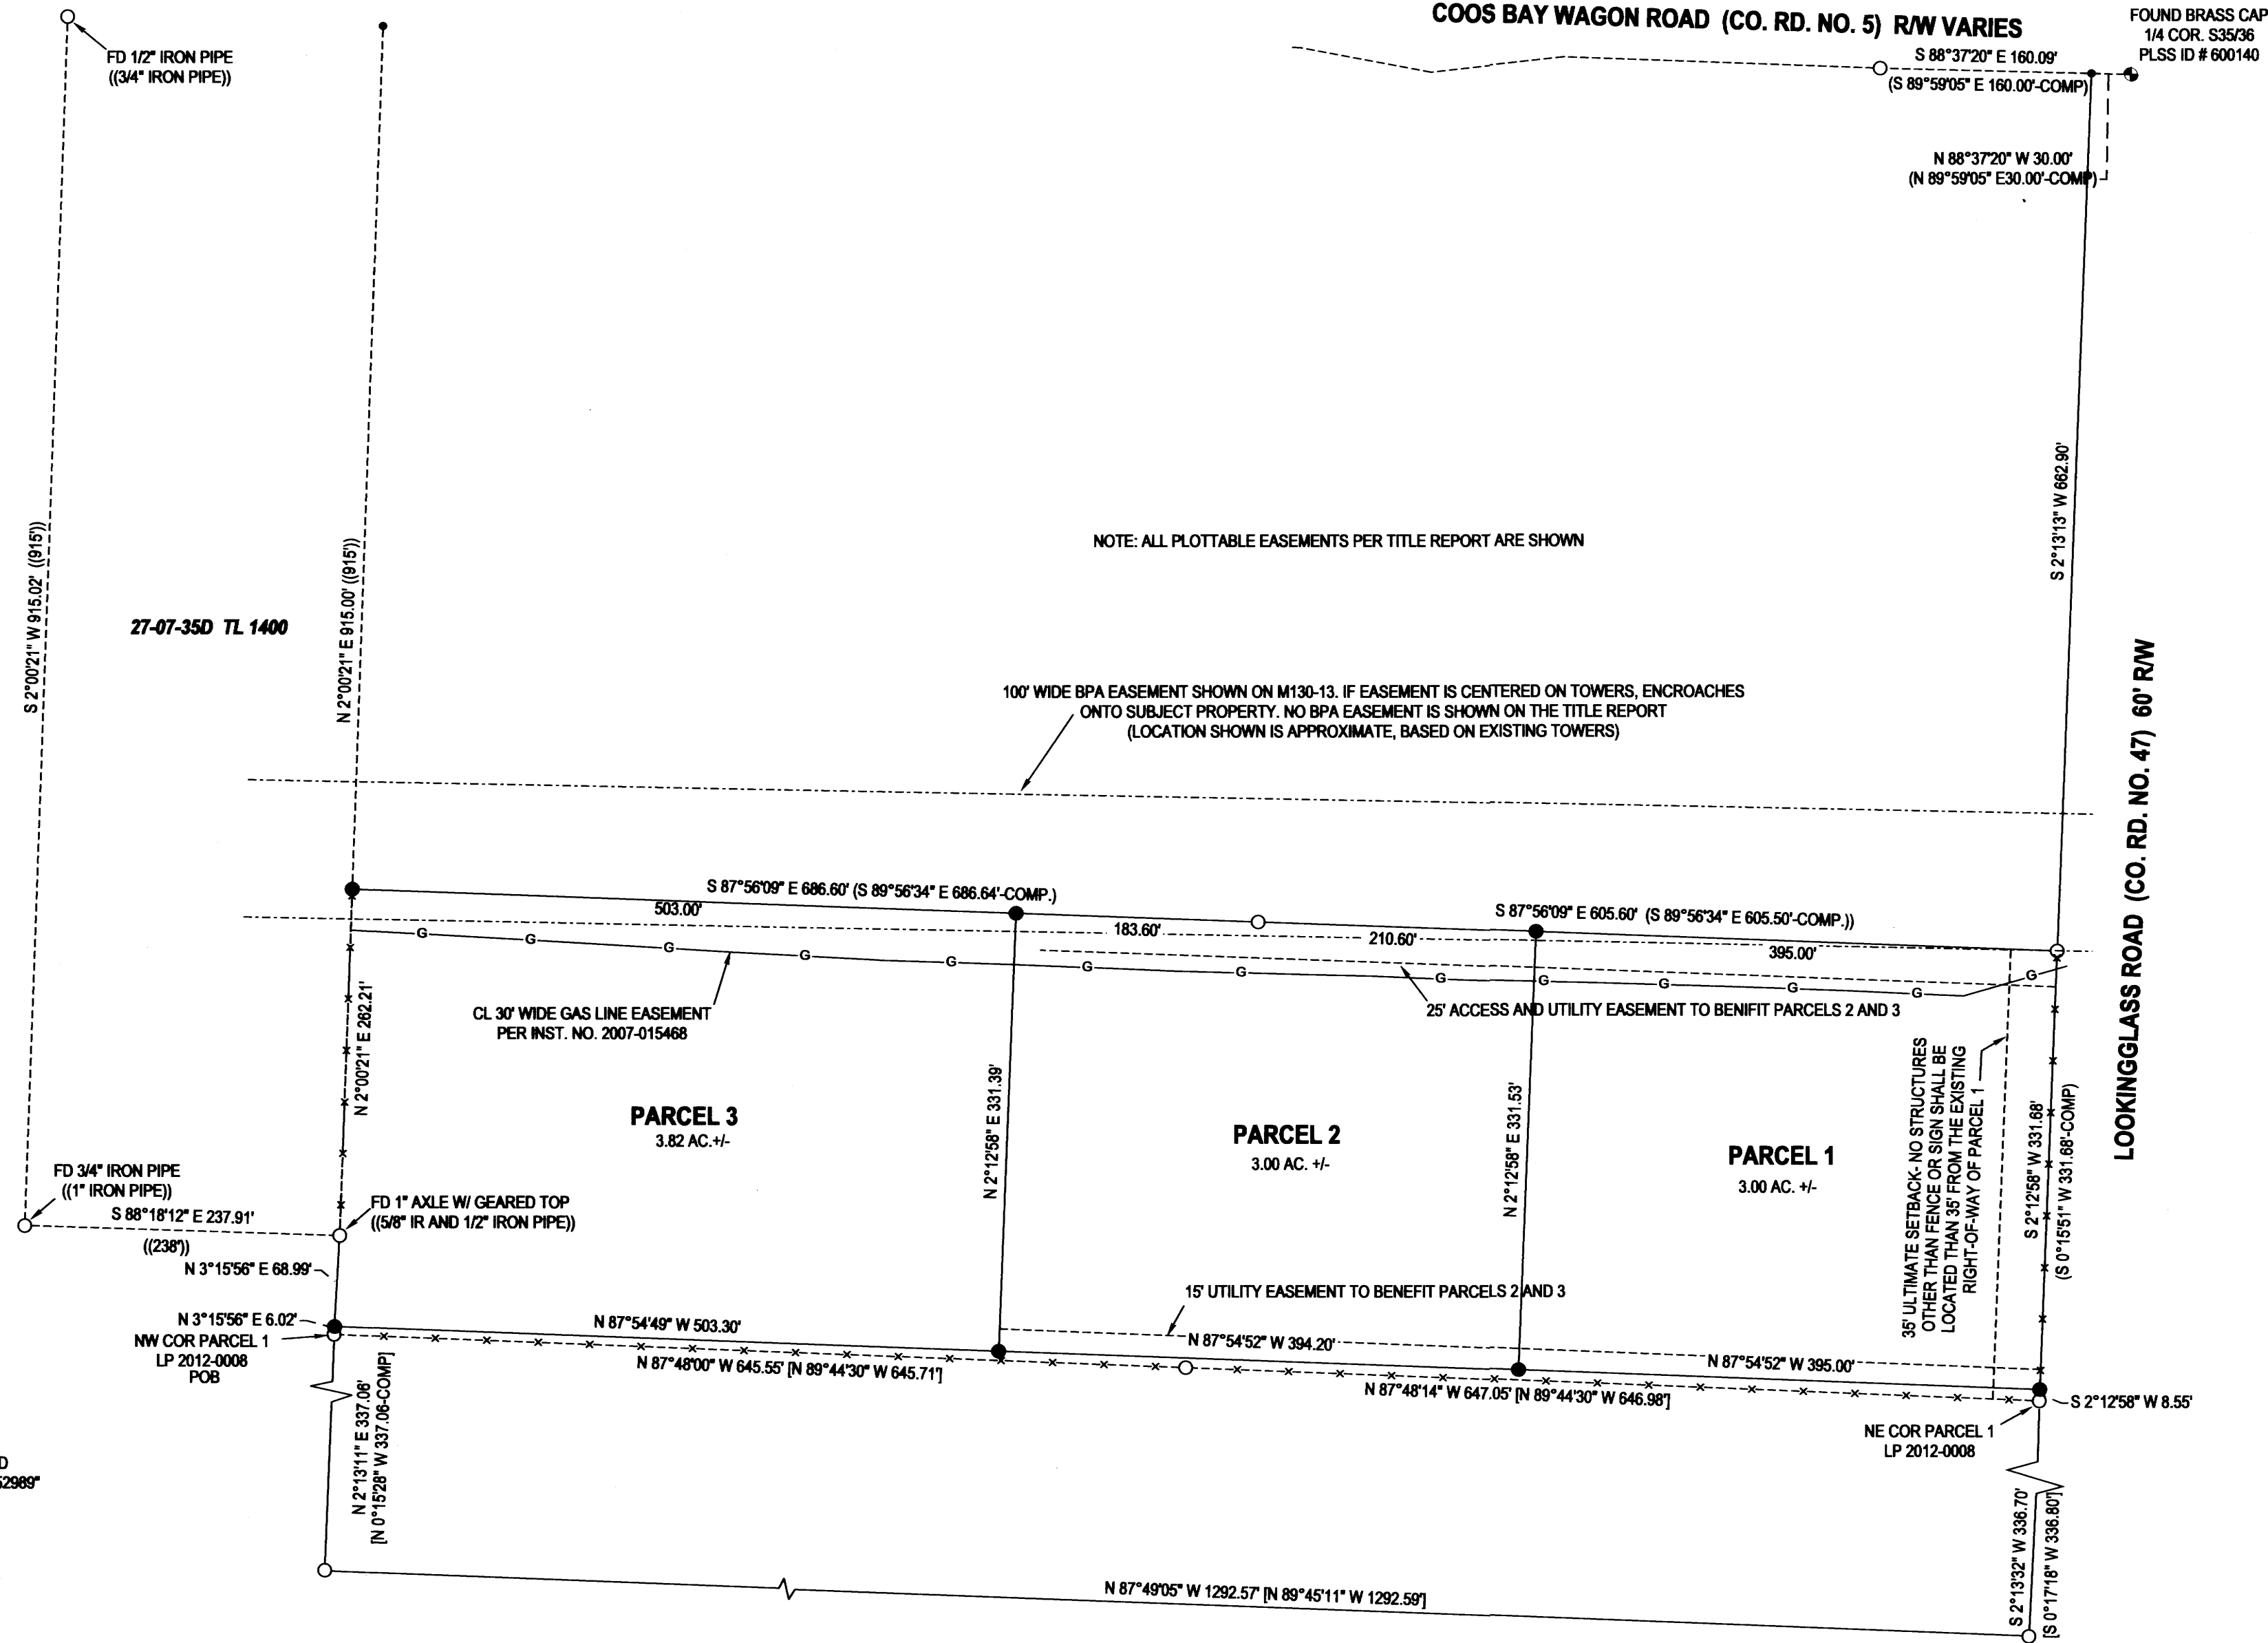 COOS BAY WAGON ROAD (CO. RD. NO. 5) R/W VARIES
FOUND BRASS CAP
1/4 COR. S35/36
PLSS ID # 600140
S 88°37'20" E 160.09'
(S 89°59'05" E 160.00'-COMP)
FD 1/2" IRON PIPE
((3/4" IRON PIPE))
N 88°37'20" W 30.00'
(N 89°59'05" E30.00'-COMP)
S 2°00'21" W 915.02' ((915'))
N 2°00'21" E 915.00' ((915'))
27-07-35D TL 1400
NOTE: ALL PLOTTABLE EASEMENTS PER TITLE REPORT ARE SHOWN
S 2°13'13" W 662.90'
LOOKINGGLASS ROAD (CO. RD. NO. 47) 60' R/W
100' WIDE BPA EASEMENT SHOWN ON M130-13. IF EASEMENT IS CENTERED ON TOWERS, ENCROACHES
ONTO SUBJECT PROPERTY. NO BPA EASEMENT IS SHOWN ON THE TITLE REPORT
(LOCATION SHOWN IS APPROXIMATE, BASED ON EXISTING TOWERS)
S 87°56'09" E 686.60' (S 89°56'34" E 686.64'-COMP.)
503.00'
183.60'
S 87°56'09" E 605.60' (S 89°56'34" E 605.50'-COMP.))
210.60'
395.00'
G G G G G G G G G G G G G
CL 30' WIDE GAS LINE EASEMENT
PER INST. NO. 2007-015468
25' ACCESS AND UTILITY EASEMENT TO BENIFIT PARCELS 2 AND 3
N 2°00'21" E 262.21'
N 2°12'58" E 331.39'
N 2°12'58" E 331.53'
PARCEL 3
3.82 AC.+/-
PARCEL 2
3.00 AC. +/-
PARCEL 1
3.00 AC. +/-
35' ULTIMATE SETBACK- NO STRUCTURES
OTHER THAN FENCE OR SIGN SHALL BE
LOCATED THAN 35' FROM THE EXISTING
RIGHT-OF-WAY OF PARCEL 1
S 2°12'58" W 331.68'
(S 0°15'51" W 331.68'-COMP)
FD 3/4" IRON PIPE
((1" IRON PIPE))
S 88°18'12" E 237.91'
((238'))
FD 1" AXLE W/ GEARED TOP
((5/8" IR AND 1/2" IRON PIPE))
N 3°15'56" E 68.99'
N 3°15'56" E 6.02'
NW COR PARCEL 1
LP 2012-0008
POB
15' UTILITY EASEMENT TO BENEFIT PARCELS 2 AND 3
N 87°54'49" W 503.30'
N 87°54'52" W 394.20'
N 87°54'52" W 395.00'
N 87°48'00" W 645.55' [N 89°44'30" W 645.71']
N 87°48'14" W 647.05' [N 89°44'30" W 646.98']
S 2°12'58" W 8.55'
NE COR PARCEL 1
LP 2012-0008
N 2°13'11" E 337.06'
[N 0°15'28" W 337.06-COMP]
D
52989"
S 2°13'32" W 336.70'
[S 0°17'18" W 336.80']
N 87°49'05" W 1292.57' [N 89°45'11" W 1292.59']